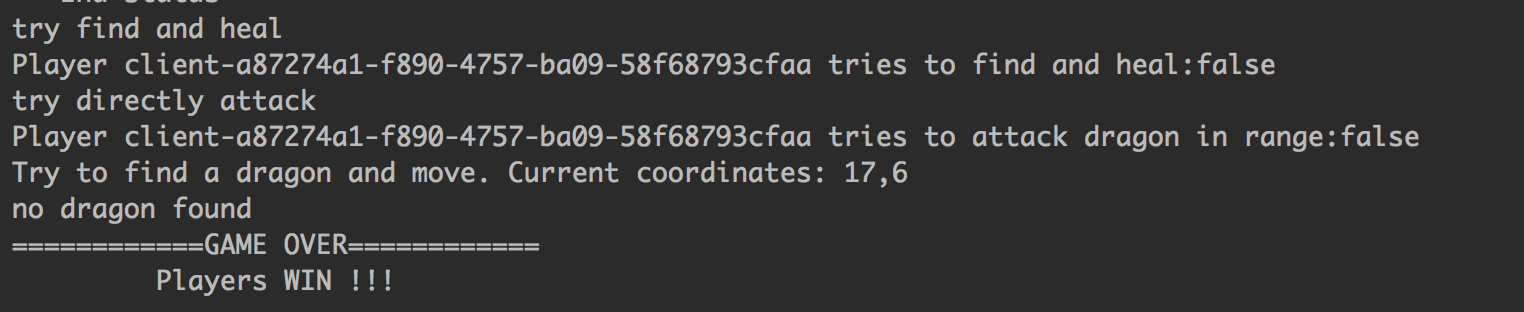 try find and heal
Player client-a87274a1-f890-4757-ba09-58f68793cfaa tries to find and heal:false
try directly attack
Player client-a87274a1-f890-4757-ba09-58f68793cfaa tries to attack dragon in range:false
Try to find a dragon and move. Current coordinates: 17,6
no dragon found
============GAME OVER============
Players WIN !!!